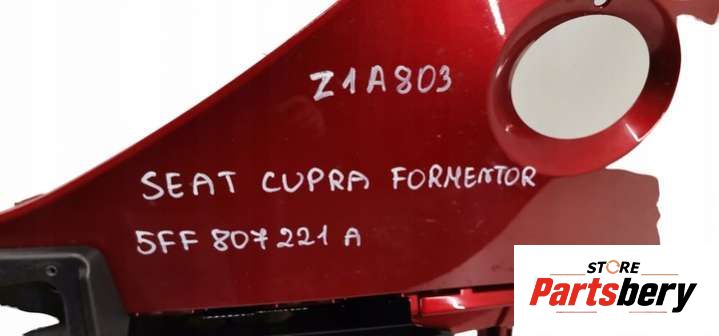 Z1A803
SEAT CUPRA FORMENTOR
5FF 807 221 A
STORE
Partsbery